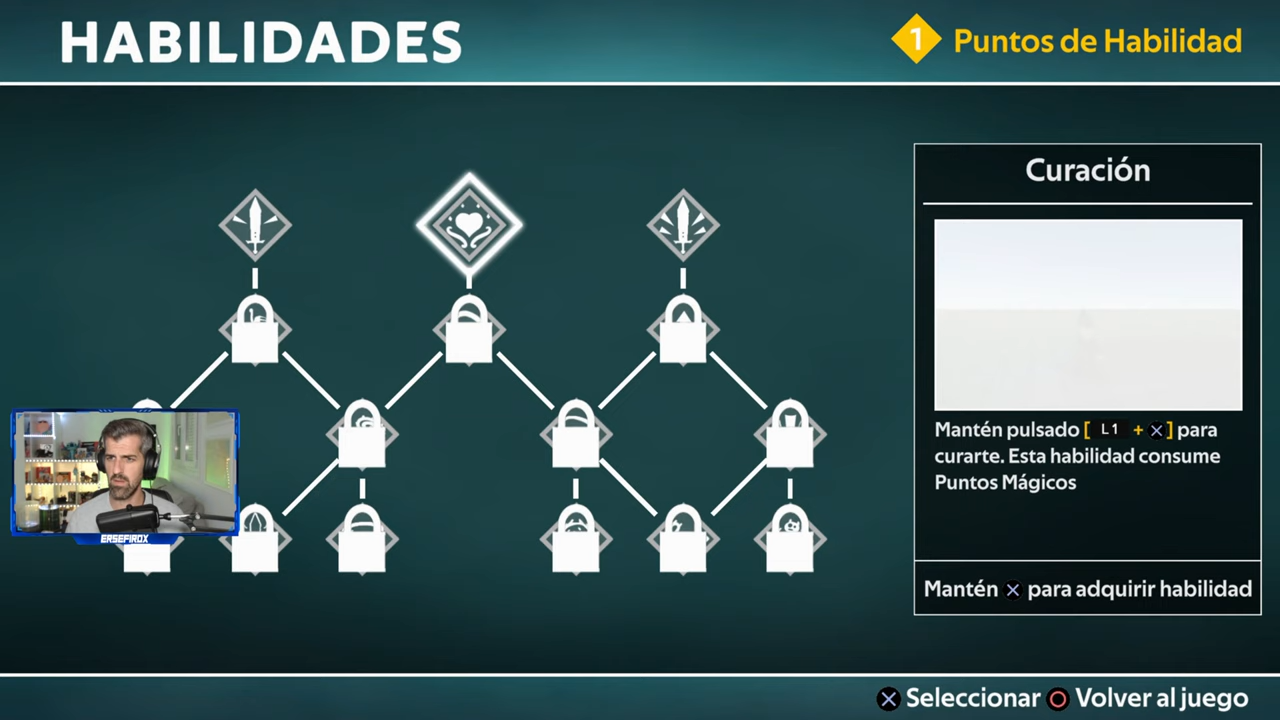 HABILIDADES
1 Puntos de Habilidad
Curación
Mantén pulsado [ L1 + X ] para
curarte. Esta habilidad consume
Puntos Mágicos
Mantén X para adquirir habilidad
ERSEFIROX
X Seleccionar O Volver al juego